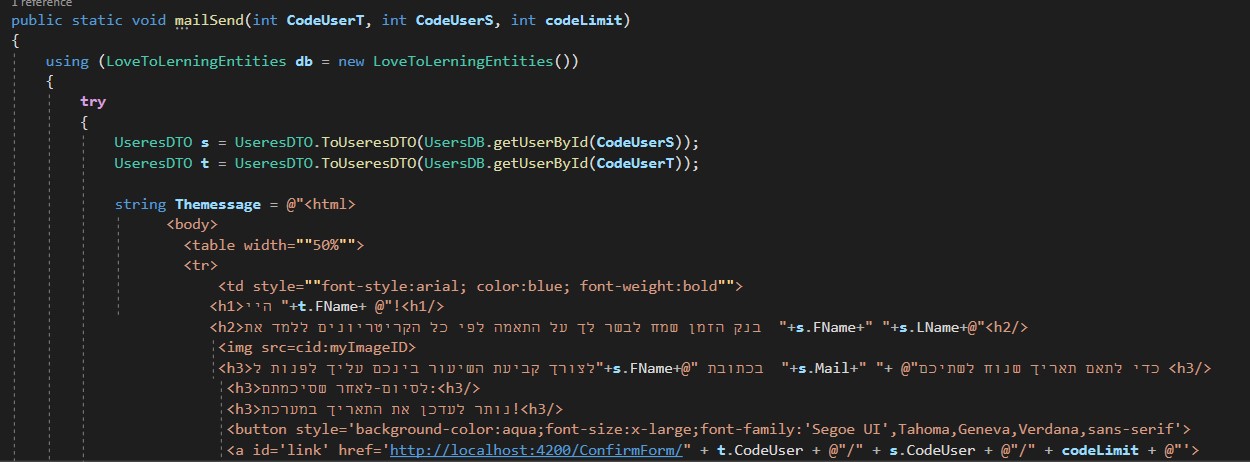 1 reference
public static void mailSend(int CodeUserT, int CodeUserS, int codeLimit)
{
using (LoveToLerningEntities db = new LoveToLerningEntities())
{
try
{
UseresDTO s = UseresDTO.ToUseresDTO(UsersDB.getUserById(CodeUserS));
UseresDTO t = UseresDTO.ToUseresDTO(UsersDB.getUserById(CodeUserT));
string Themessage = @"<html>
<body>
<table width=""50%"">
<tr>
<td style=""font-style:arial; color:blue; font-weight:bold"">
<h1>היי "+t.FName+ @"!<h1/>
<h2>בנק הזמן שמח לבשר לך על התאמה לפי כל הקריטריונים ללמד את "+s.FName+" "+s.LName+@"<h2/>
<img src=cid:myImageID>
<h3>לצורך קביעת השיעור בינכם עליך לפנות ל"+s.FName+@" בכתובת "+s.Mail+" "+ @"כדי לתאם תאריך שנוח לשתיכם <h3/>
<h3>לסיום-לאחר שסיכמתם:<h3/>
<h3>נותר לעדכן את התאריך במערכת!<h3/>
<button style='background-color:aqua;font-size:x-large;font-family:'Segoe UI',Tahoma,Geneva,Verdana,sans-serif'>
<a id='link' href='http://localhost:4200/ConfirmForm/" + t.CodeUser + @"/" + s.CodeUser + @"/" + codeLimit + @"'>